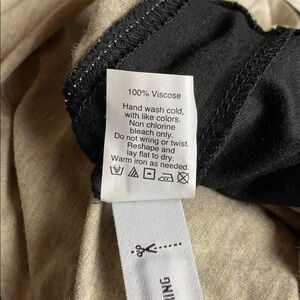 100% Viscose
Hand wash cold,
with like colors.
Non chlorine
bleach only.
Do not wring or twist.
Reshape and
lay flat to dry.
Warm iron as needed.